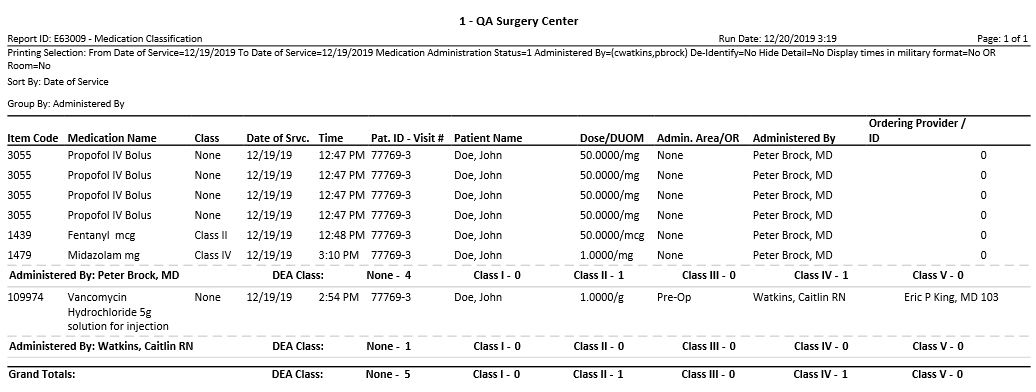 1 - QA Surgery Center
Report ID: E63009 - Medication Classification Run Date: 12/20/2019 3:19 Page: 1 of 1
Printing Selection: From Date of Service=12/19/2019 To Date of Service=12/19/2019 Medication Administration Status=1 Administered By=(cwatkins,pbrock) De-Identify=No Hide Detail=No Display times in military format=No OR
Room=No
Sort By: Date of Service
Group By: Administered By
Ordering Provider /
Item Code Medication Name Class Date of Srvc. Time Pat. ID - Visit # Patient Name Dose/DUOM Admin. Area/OR Administered By ID
3055 Propofol IV Bolus None 12/19/19 12:47 PM 77769-3 Doe, John 50.0000/mg None Peter Brock, MD 0
3055 Propofol IV Bolus None 12/19/19 12:47 PM 77769-3 Doe, John 50.0000/mg None Peter Brock, MD 0
3055 Propofol IV Bolus None 12/19/19 12:47 PM 77769-3 Doe, John 50.0000/mg None Peter Brock, MD 0
3055 Propofol IV Bolus None 12/19/19 12:47 PM 77769-3 Doe, John 50.0000/mg None Peter Brock, MD 0
1439 Fentanyl mcg Class II 12/19/19 12:48 PM 77769-3 Doe, John 50.0000/mcg None Peter Brock, MD 0
1479 Midazolam mg Class IV 12/19/19 3:10 PM 77769-3 Doe, John 1.0000/mg None Peter Brock, MD 0
Administered By: Peter Brock, MD DEA Class: None - 4 Class I - 0 Class II - 1 Class III - 0 Class IV - 1 Class V - 0
109974 Vancomycin None 12/19/19 2:54 PM 77769-3 Doe, John 1.0000/g Pre-Op Watkins, Caitlin RN Eric P King, MD 103
Hydrochloride 5g
solution for injection
Administered By: Watkins, Caitlin RN DEA Class: None - 1 Class I - 0 Class II - 0 Class III - 0 Class IV - 0 Class V - 0
Grand Totals: DEA Class: None - 5 Class I - 0 Class II - 1 Class III - 0 Class IV - 1 Class V - 0